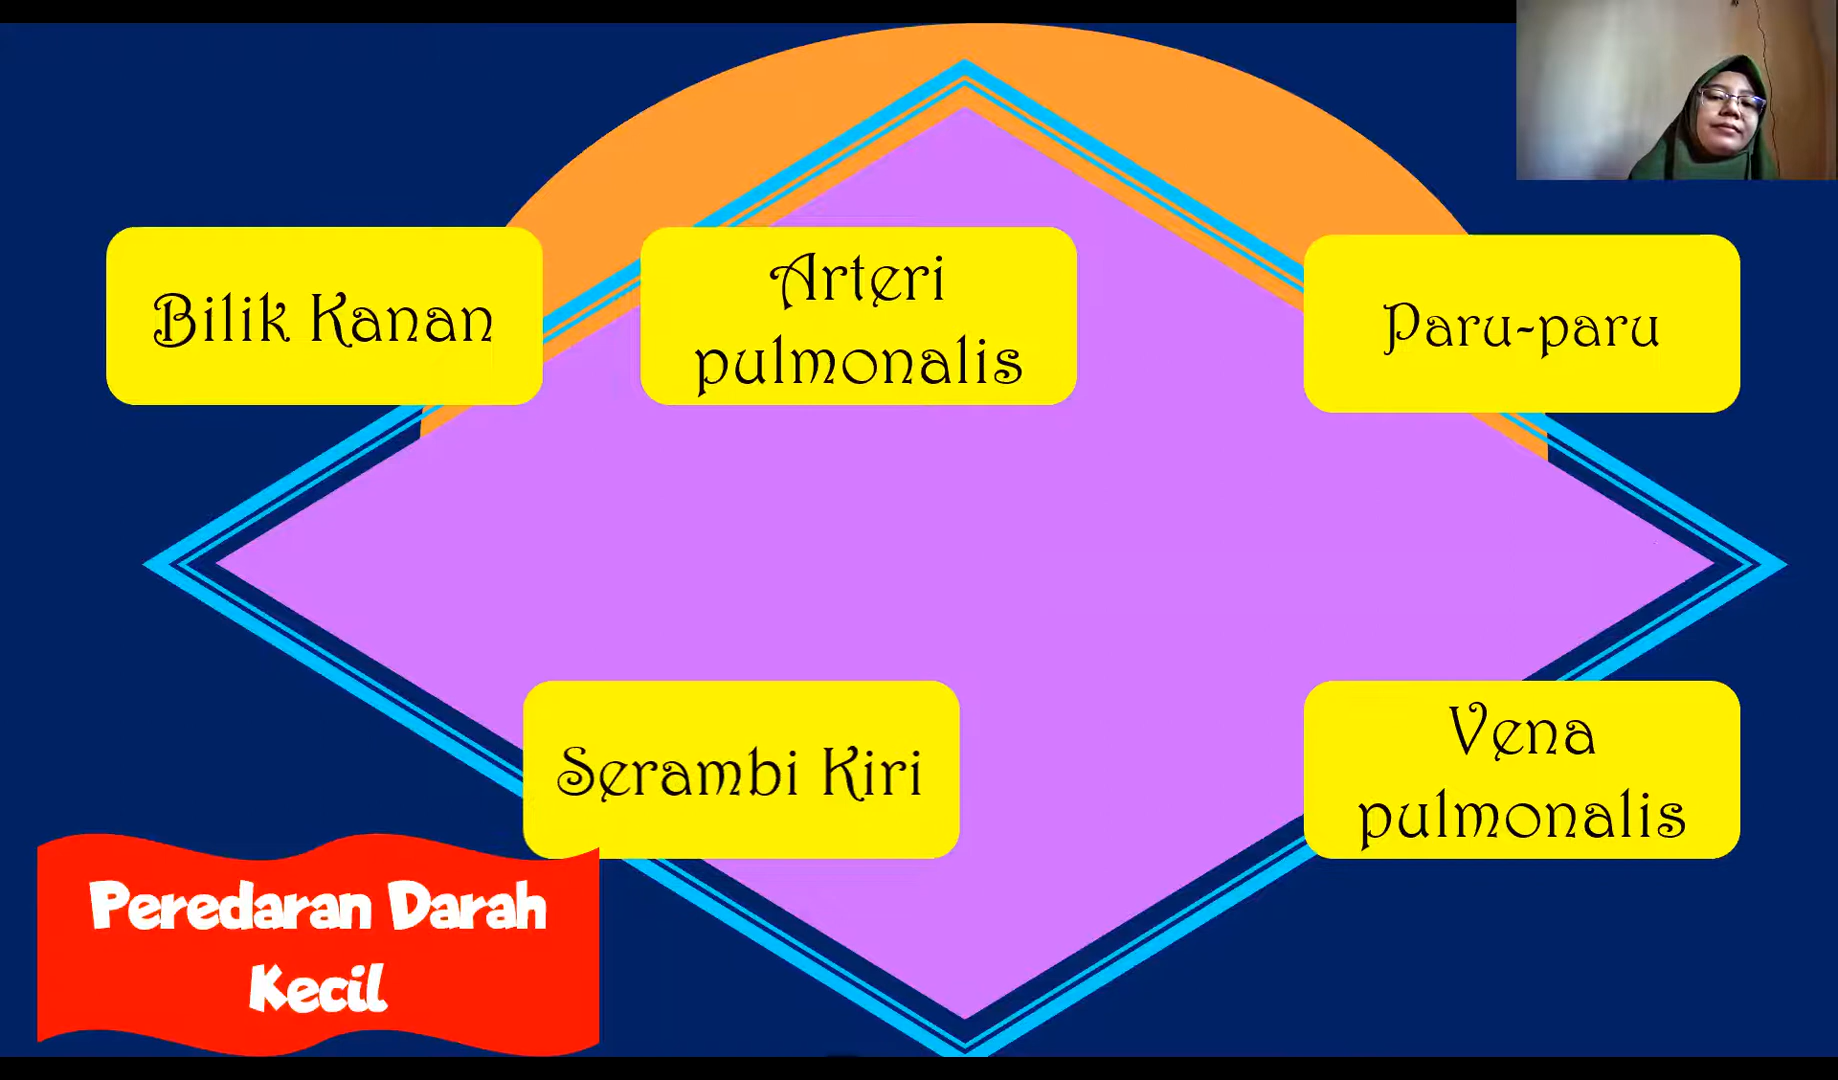 Bilik Kanan
Arteri
pulmonalis
Paru-paru
Serambi Kiri
Vena
pulmonalis
Peredaran Darah
Kecil